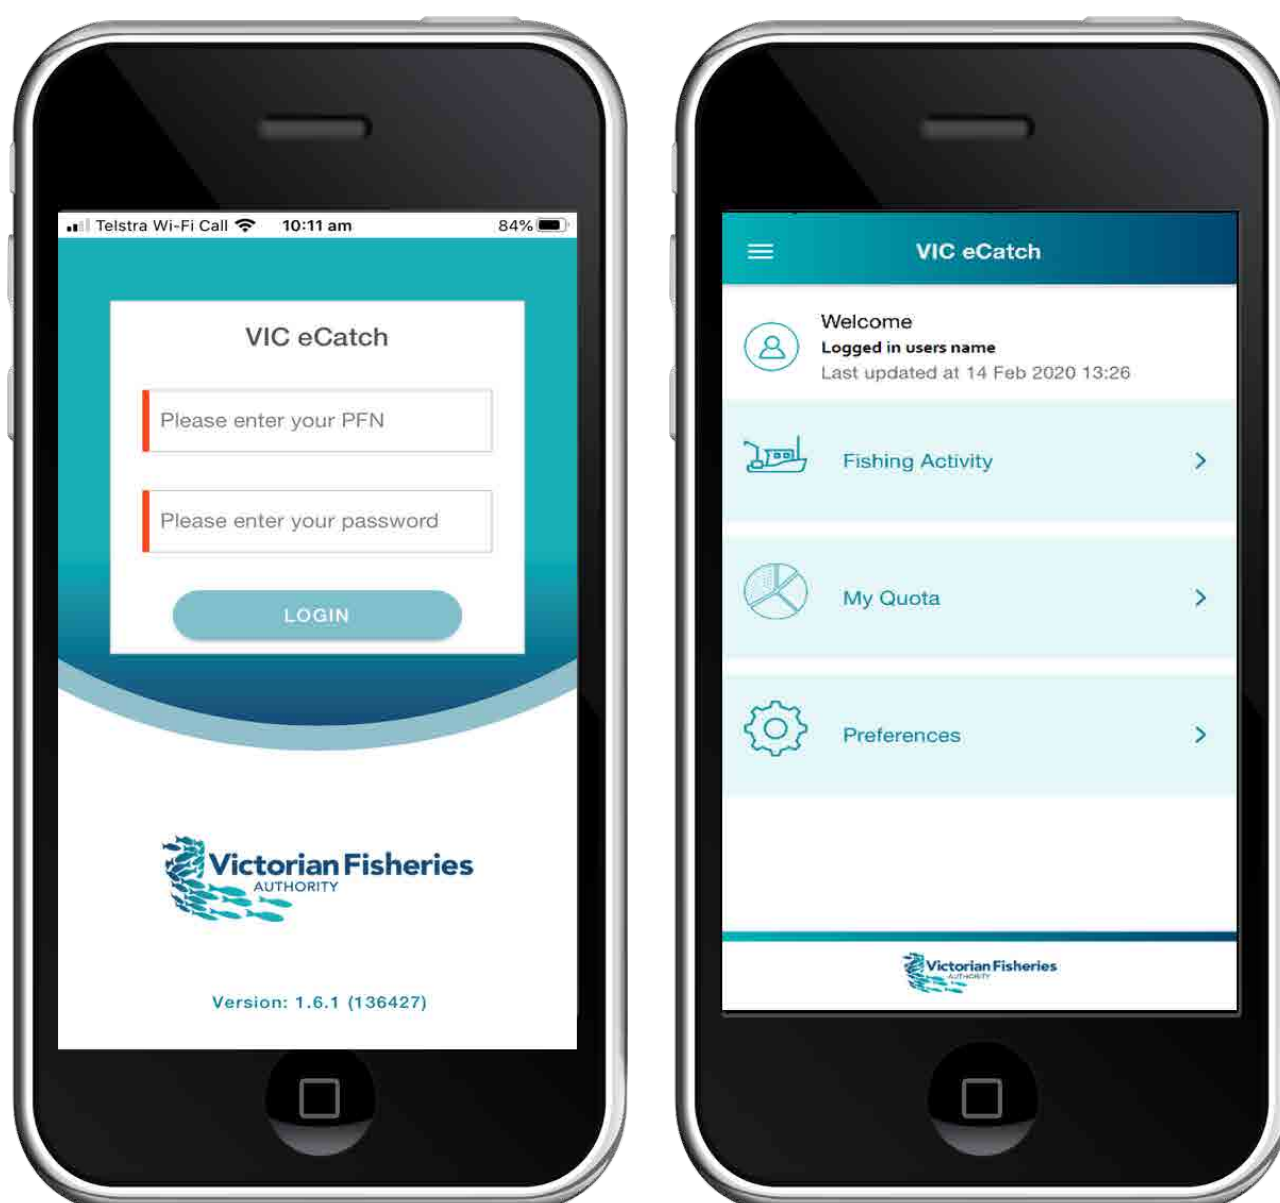 Telstra Wi-Fi Call 10:11 am 84%
VIC eCatch
Please enter your PFN
Please enter your password
LOGIN
Victorian Fisheries
AUTHORITY
Version: 1.6.1 (136427)
VIC eCatch
Welcome
Logged in users name
Last updated at 14 Feb 2020 13:26
Fishing Activity
My Quota
Preferences
Victorian Fisheries
AUTHORITY